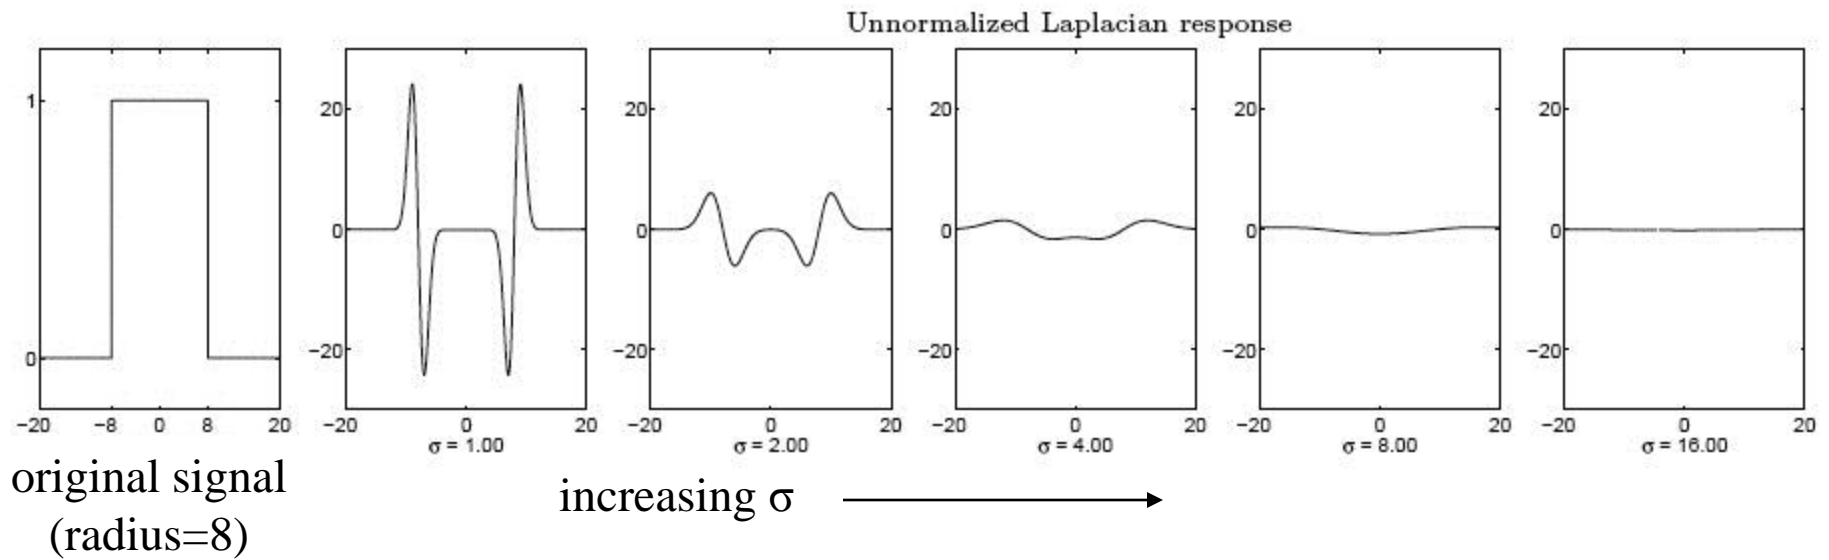 Unnormalized Laplacian response
1
0
−20 −8 0 8 20
20
0
−20
−20 0 20
σ = 1.00
20
0
−20
−20 0 20
σ = 2.00
20
0
−20
−20 0 20
σ = 4.00
20
0
−20
−20 0 20
σ = 8.00
20
0
−20
−20 0 20
σ = 16.00
original signal
(radius=8)
increasing σ